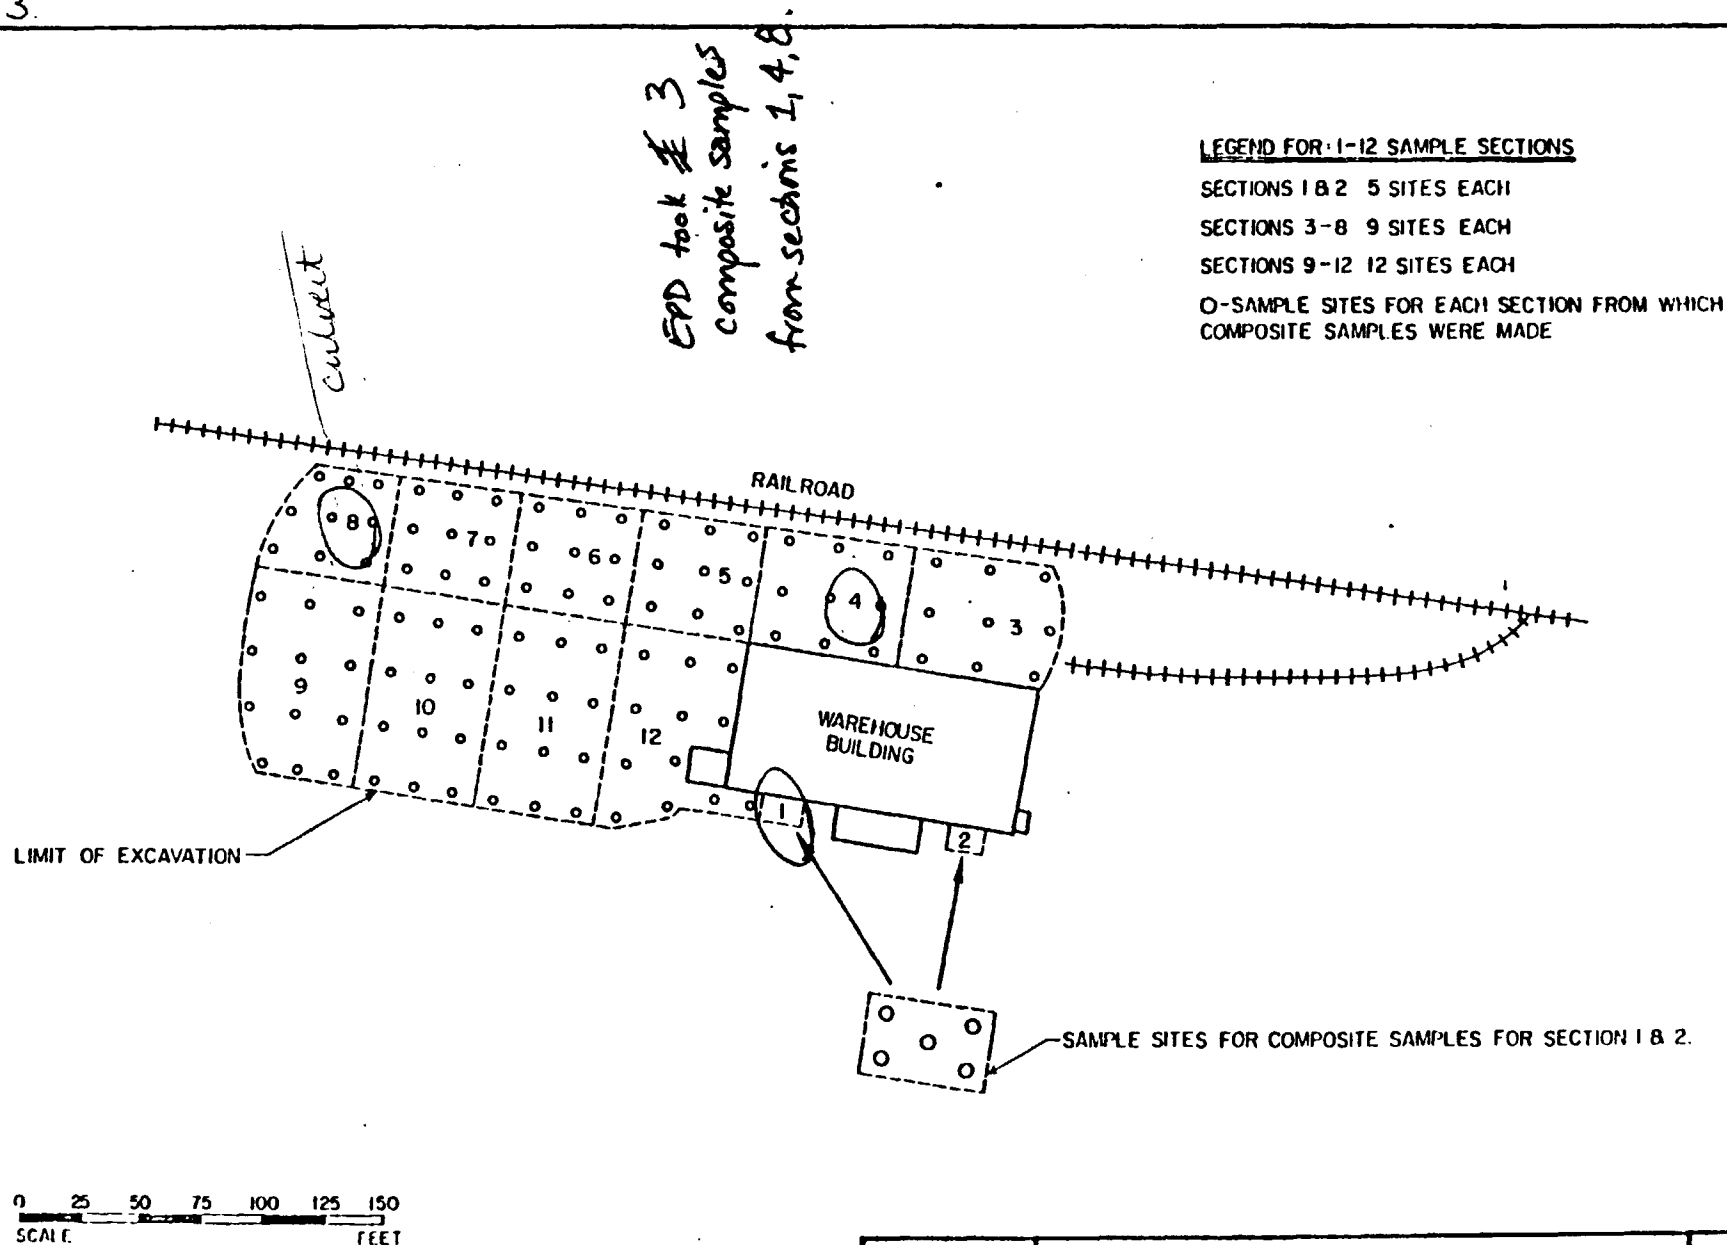 EPD took 3
composite samples
from sections 1, 4, 8.
culvert
LEGEND FOR: 1-12 SAMPLE SECTIONS
SECTIONS 1 & 2 5 SITES EACH
SECTIONS 3-8 9 SITES EACH
SECTIONS 9-12 12 SITES EACH
O-SAMPLE SITES FOR EACH SECTION FROM WHICH
COMPOSITE SAMPLES WERE MADE
RAILROAD
8
7
6
5
4
3
9
10
11
12
WAREHOUSE
BUILDING
1
2
LIMIT OF EXCAVATION
SAMPLE SITES FOR COMPOSITE SAMPLES FOR SECTION 1 & 2.
0 25 50 75 100 125 150
SCALE FEET